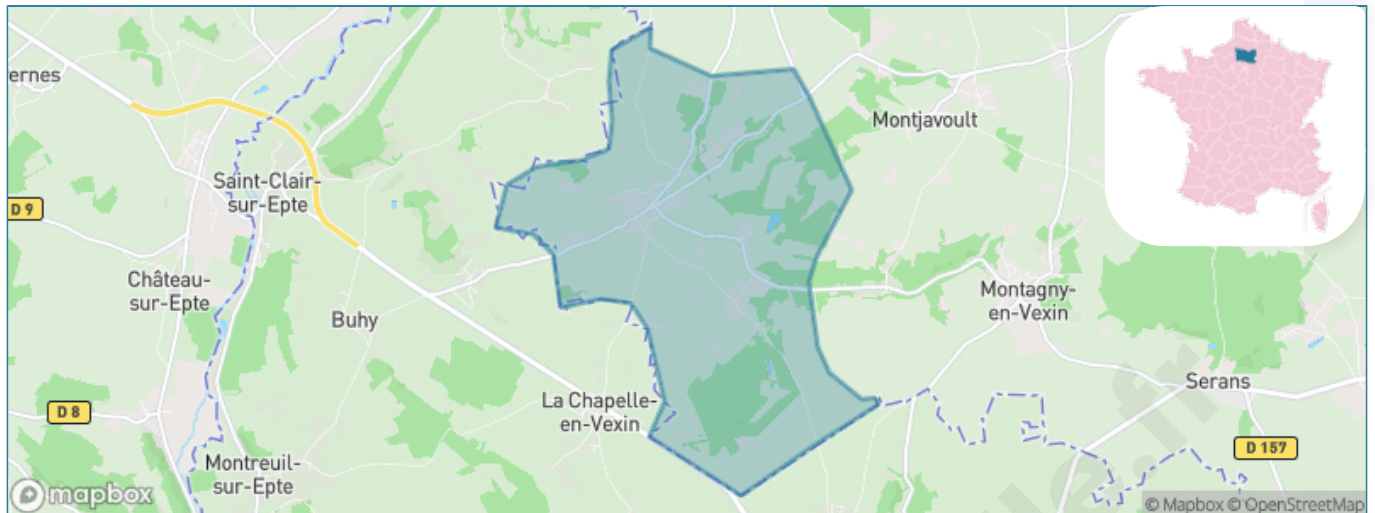 ernes
Montjavoult
Saint-Clair-
sur-Epte
D 9
Château-
sur-Epte
Montagny-
en-Vexin
Buhy
Serans
La Chapelle-
en-Vexin
D 8
D 157
Montreuil-
sur-Epte
mapbox
© Mapbox © OpenStreetMap